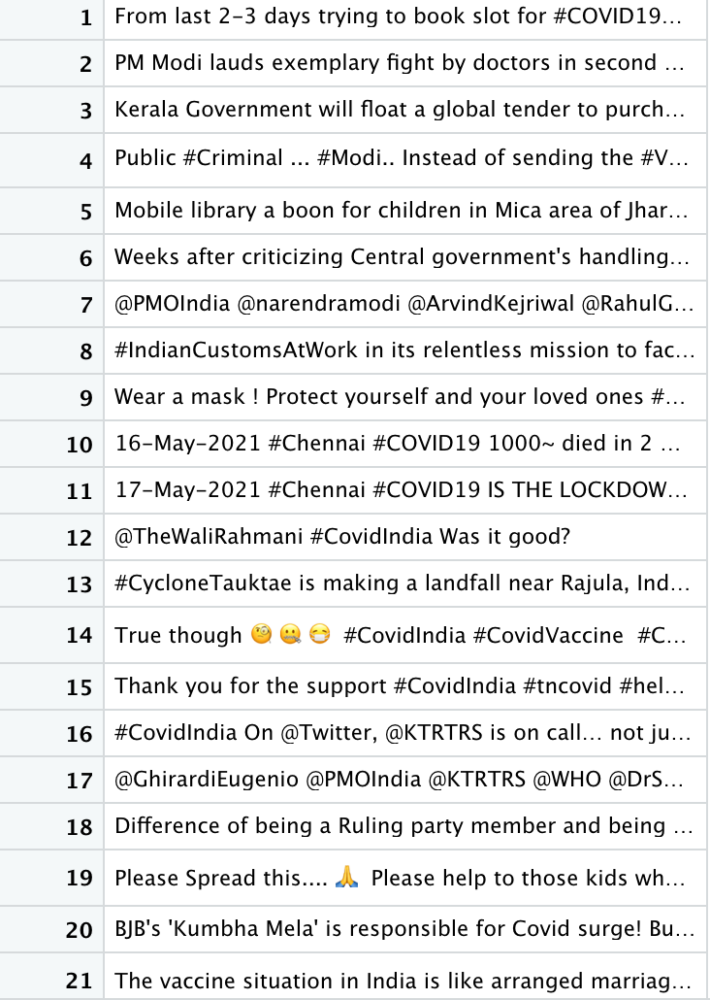 1 From last 2-3 days trying to book slot for #COVID19...
2 PM Modi lauds exemplary fight by doctors in second ...
3 Kerala Government will float a global tender to purch...
4 Public #Criminal ... #Modi.. Instead of sending the #V...
5 Mobile library a boon for children in Mica area of Jhar...
6 Weeks after criticizing Central government's handling...
7 @PMOIndia @narendramodi @ArvindKejriwal @RahulG...
8 #IndianCustomsAtWork in its relentless mission to fac...
9 Wear a mask ! Protect yourself and your loved ones #...
10 16-May-2021 #Chennai #COVID19 1000~ died in 2 ...
11 17-May-2021 #Chennai #COVID19 IS THE LOCKDOW...
12 @TheWaliRahmani #CovidIndia Was it good?
13 #CycloneTauktae is making a landfall near Rajula, Ind...
14 True though 🧐 🤐 😷 #CovidIndia #CovidVaccine #C...
15 Thank you for the support #CovidIndia #tncovid #hel...
16 #CovidIndia On @Twitter, @KTRTRS is on call... not ju...
17 @GhirardiEugenio @PMOIndia @KTRTRS @WHO @DrS...
18 Difference of being a Ruling party member and being ...
19 Please Spread this.... 🙏 Please help to those kids wh...
20 BJB's 'Kumbha Mela' is responsible for Covid surge! Bu...
21 The vaccine situation in India is like arranged marriag...